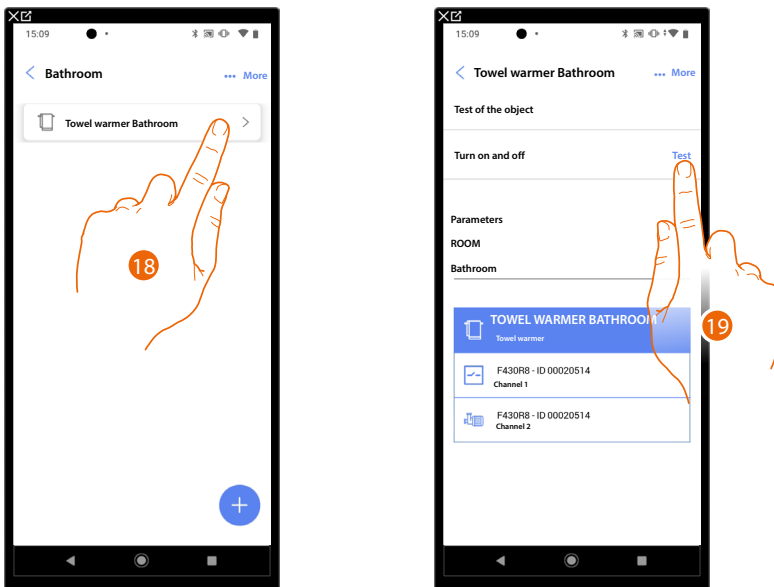 15:09
Bathroom
••• More
Towel warmer Bathroom
18
15:09
Towel warmer Bathroom
••• More
Test of the object
Turn on and off
Test
Parameters
ROOM
Bathroom
TOWEL WARMER BATHROOM
Towel warmer
19
F430R8 - ID 00020514
Channel 1
F430R8 - ID 00020514
Channel 2